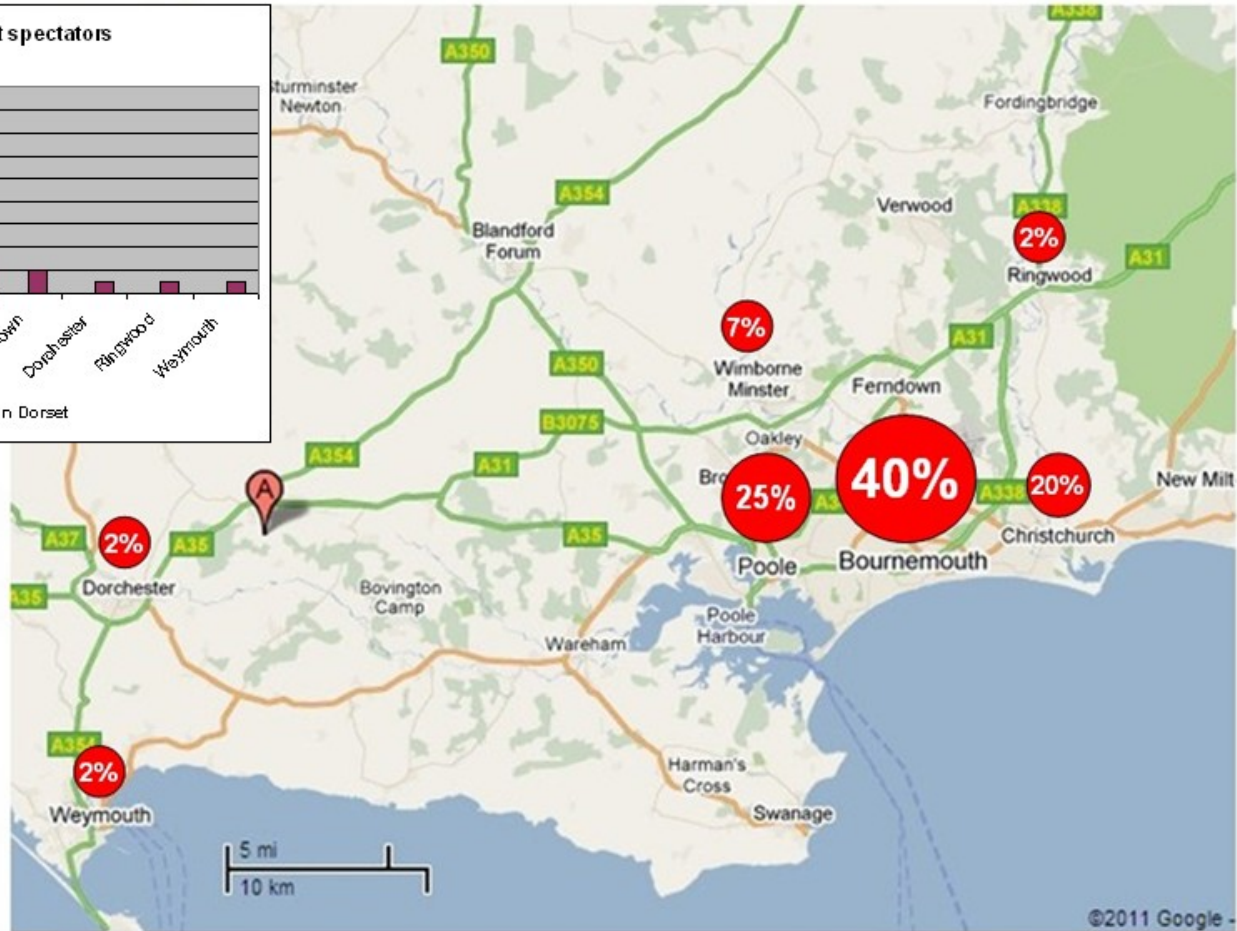 t spectators
own
Dorchester
Ringwood
Weymouth
n Dorset
A338
A350
Sturminster
Newton
Fordingbridge
A354
Verwood
A338
Blandford
Forum
2%
A31
Ringwood
7%
A31
A350
Wimborne
Minster
Ferndown
B3075
Oakley
A354
A31
40%
New Milt
A
Bro
25%
A3
A338
20%
A37
2%
A35
A35
Christchurch
Poole
Bournemouth
Dorchester
Bovington
Camp
A35
Poole
Harbour
Wareham
A354
2%
Harman's
Cross
Weymouth
Swanage
5 mi
10 km
©2011 Google -